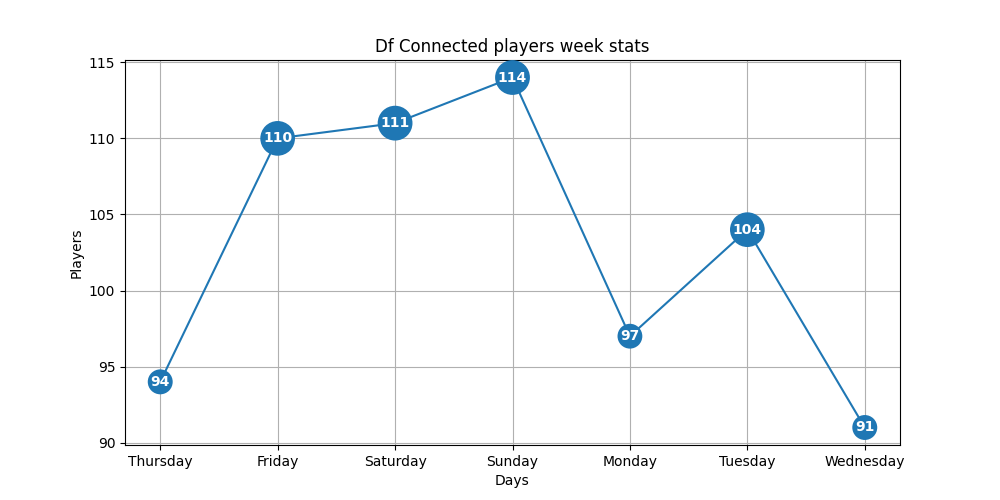 Df Connected players week stats
115
110
105
100
95
90
Players
94
110
111
114
97
104
91
Thursday
Friday
Saturday
Sunday
Monday
Tuesday
Wednesday
Days